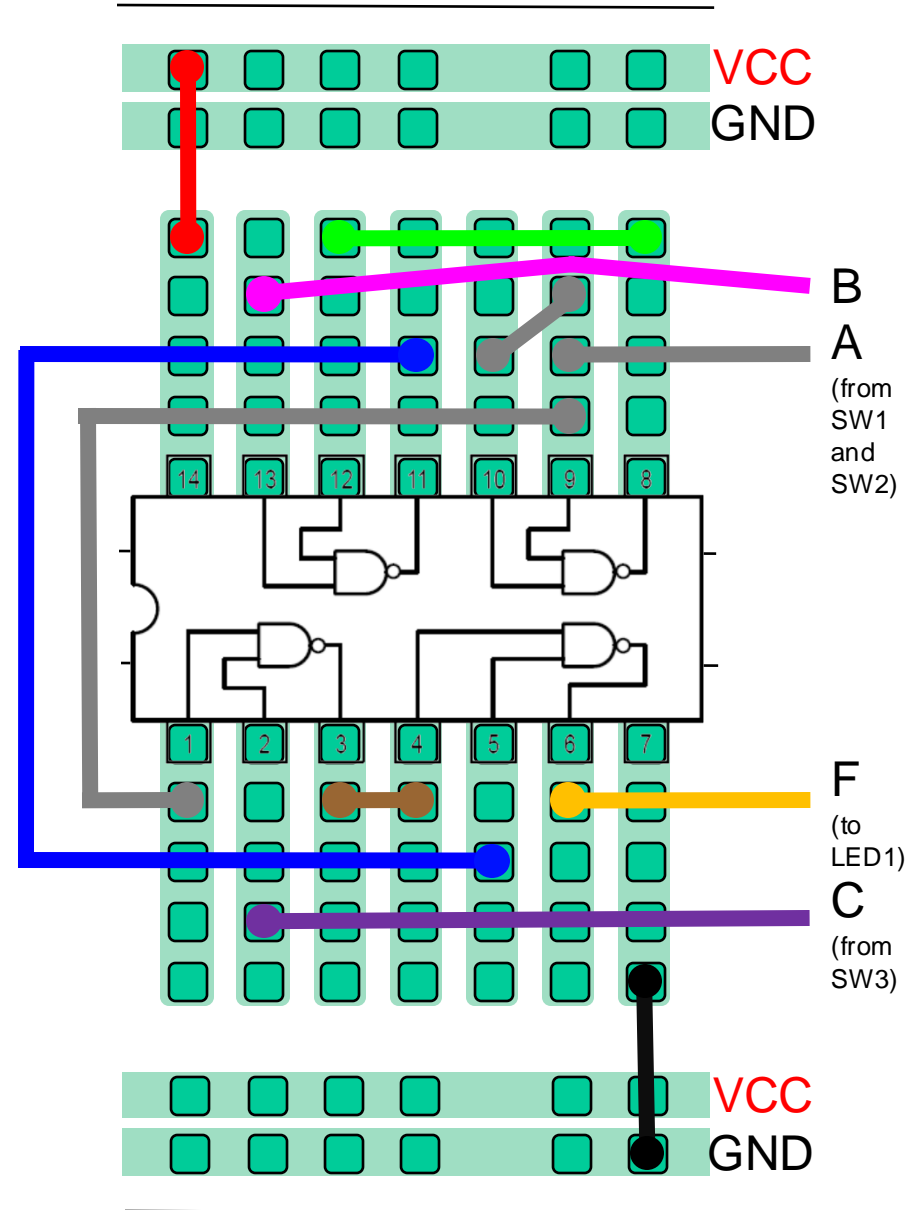 VCC
GND
B
A
(from
SW1
and
SW2)
14 13 12 11 10 9 8
1 2 3 4 5 6 7
F
(to
LED1)
C
(from
SW3)
VCC
GND